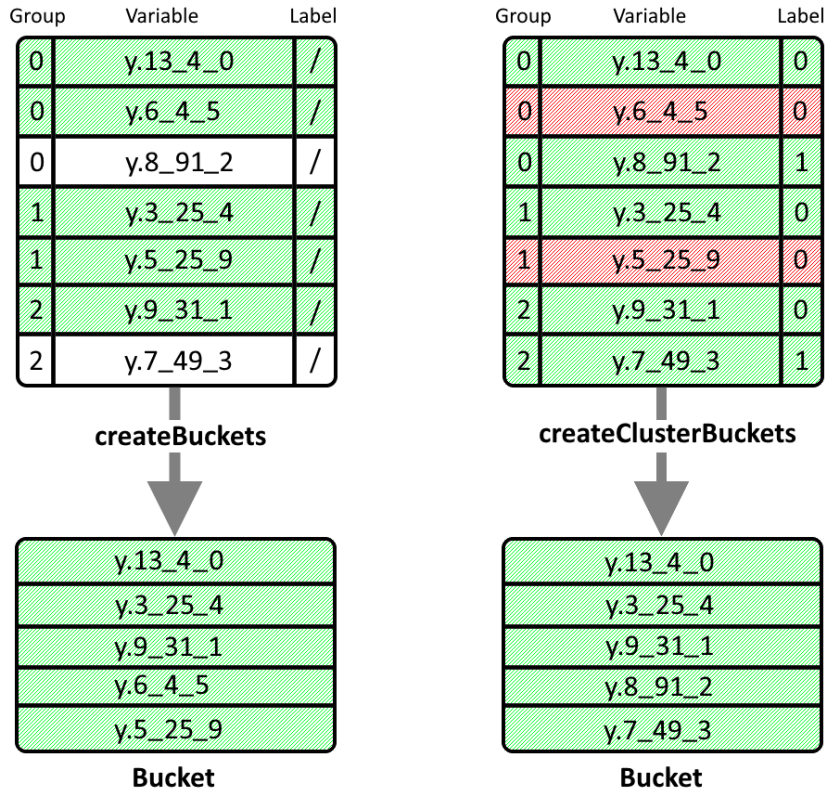 Group Variable Label
0 y.13_4_0 /
0 y.6_4_5 /
0 y.8_91_2 /
1 y.3_25_4 /
1 y.5_25_9 /
2 y.9_31_1 /
2 y.7_49_3 /
createBuckets
y.13_4_0
y.3_25_4
y.9_31_1
y.6_4_5
y.5_25_9
Bucket
Group Variable Label
0 y.13_4_0 0
0 y.6_4_5 0
0 y.8_91_2 1
1 y.3_25_4 0
1 y.5_25_9 0
2 y.9_31_1 0
2 y.7_49_3 1
createClusterBuckets
y.13_4_0
y.3_25_4
y.9_31_1
y.8_91_2
y.7_49_3
Bucket